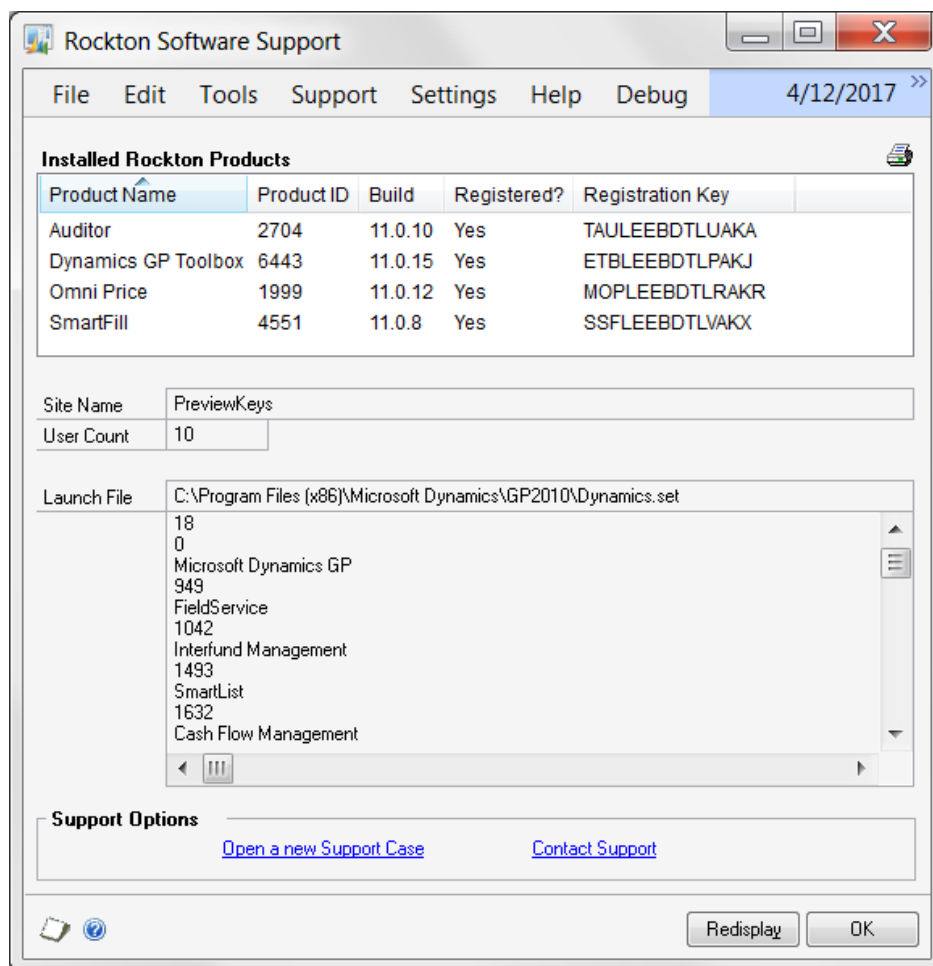 Rockton Software Support
File Edit Tools Support Settings Help Debug 4/12/2017 »
Installed Rockton Products
Product Name Product ID Build Registered? Registration Key
Auditor 2704 11.0.10 Yes TAULEEBDTLUAKA
Dynamics GP Toolbox 6443 11.0.15 Yes ETBLEEBDTLPAKJ
Omni Price 1999 11.0.12 Yes MOPLEEBDTLRAKR
SmartFill 4551 11.0.8 Yes SSFLEEBDTLVAKX
Site Name PreviewKeys
User Count 10
Launch File C:\Program Files (x86)\Microsoft Dynamics\GP2010\Dynamics.set
18
0
Microsoft Dynamics GP
949
FieldService
1042
Interfund Management
1493
SmartList
1632
Cash Flow Management
Support Options
Open a new Support Case Contact Support
Redisplay OK